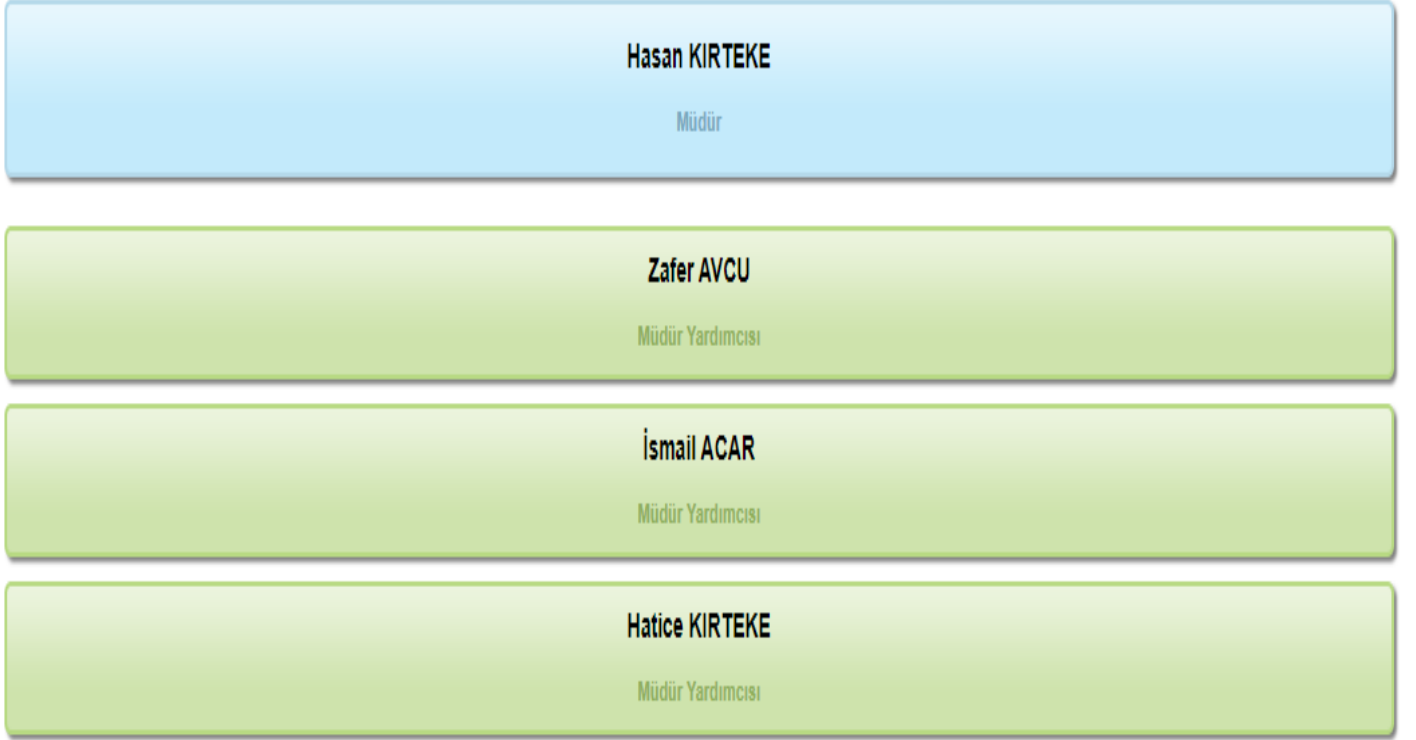 Hasan KIRTEKE
Müdür
Zafer AVCU
Müdür Yardımcısı
İsmail ACAR
Müdür Yardımcısı
Hatice KIRTEKE
Müdür Yardımcısı